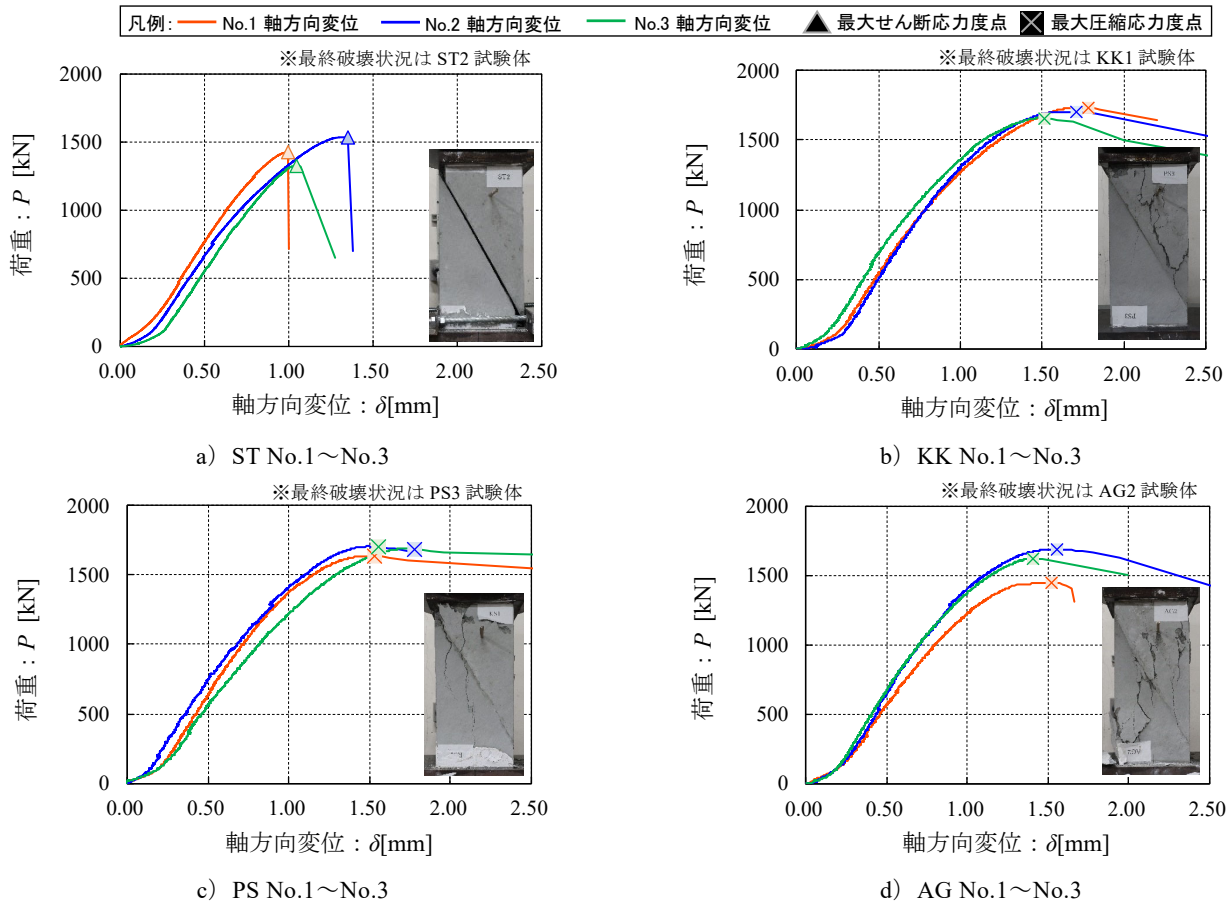 凡例: No.1 軸方向変位 No.2 軸方向変位 No.3 軸方向変位 最大せん断応力度点 最大圧縮応力度点
※最終破壊状況は ST2 試験体
2000
1500
1000
500
0
荷重：P [kN]
ST2
0.00 0.50 1.00 1.50 2.00 2.50
軸方向変位：δ[mm]
a） ST No.1～No.3
※最終破壊状況は KK1 試験体
2000
1500
1000
500
0
荷重：P [kN]
0.00 0.50 1.00 1.50 2.00 2.50
軸方向変位：δ[mm]
b） KK No.1～No.3
※最終破壊状況は PS3 試験体
2000
1500
1000
500
0
荷重：P [kN]
0.00 0.50 1.00 1.50 2.00 2.50
軸方向変位：δ[mm]
c） PS No.1～No.3
※最終破壊状況は AG2 試験体
2000
1500
1000
500
0
荷重：P [kN]
AG2
0.00 0.50 1.00 1.50 2.00 2.50
軸方向変位：δ[mm]
d） AG No.1～No.3